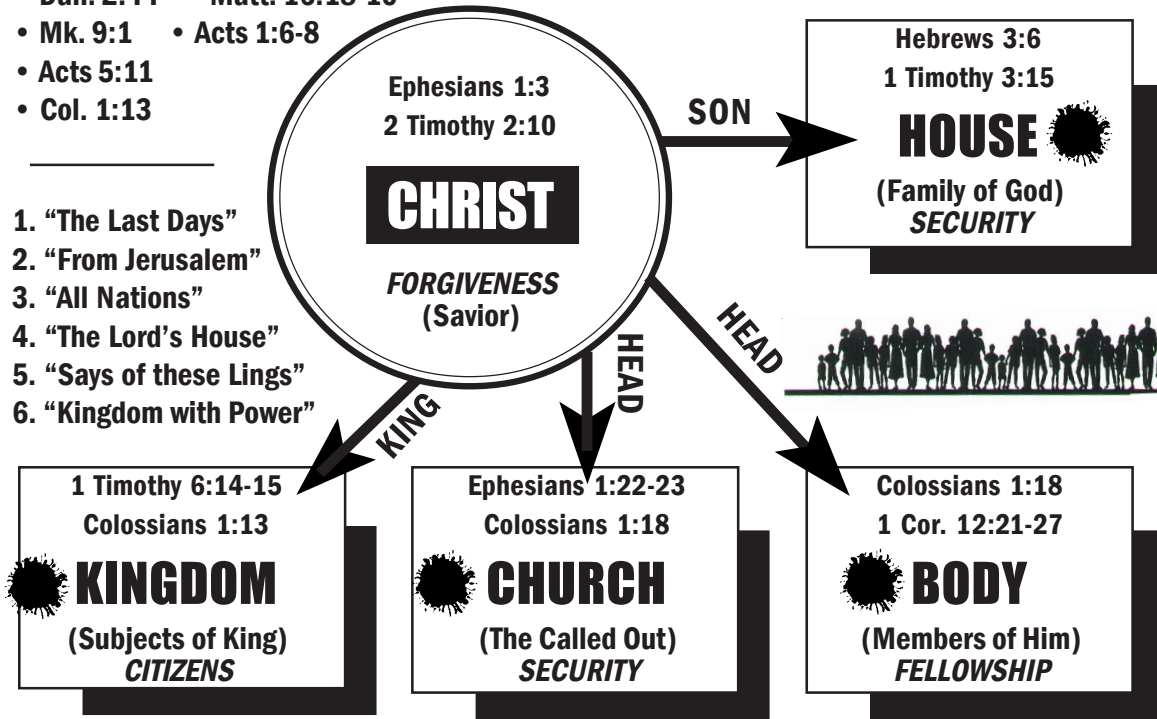 • Mk. 9:1 • Acts 1:6-8
• Acts 5:11
• Col. 1:13
1. “The Last Days”
2. “From Jerusalem”
3. “All Nations”
4. “The Lord’s House”
5. “Says of these Lings”
6. “Kingdom with Power”
Ephesians 1:3
2 Timothy 2:10
CHRIST
FORGIVENESS
(Savior)
SON
Hebrews 3:6
1 Timothy 3:15
HOUSE
(Family of God)
SECURITY
KING
HEAD
HEAD
1 Timothy 6:14-15
Colossians 1:13
KINGDOM
(Subjects of King)
CITIZENS
Ephesians 1:22-23
Colossians 1:18
CHURCH
(The Called Out)
SECURITY
Colossians 1:18
1 Cor. 12:21-27
BODY
(Members of Him)
FELLOWSHIP